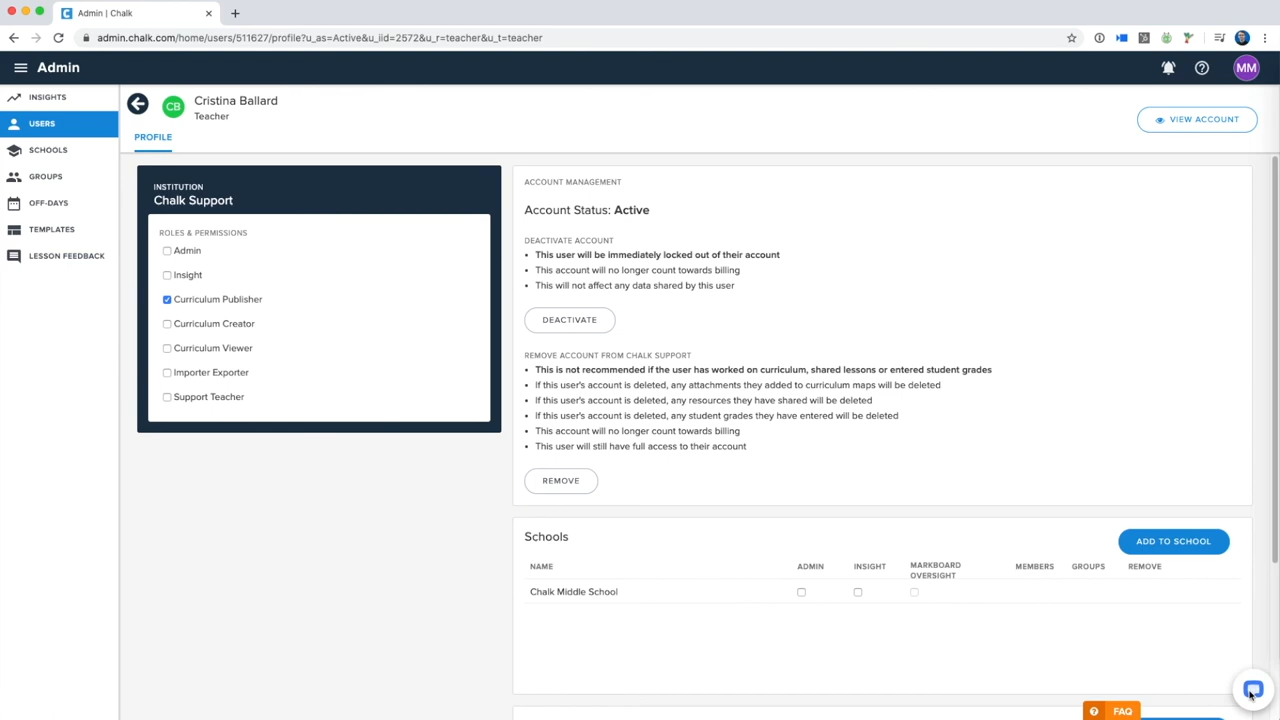 Admin | Chalk
admin.chalk.com/home/users/511627/profile?u_as=Active&u_iid=2572&u_r=teacher&u_t=teacher
Admin
MM
INSIGHTS
USERS
SCHOOLS
GROUPS
OFF-DAYS
TEMPLATES
LESSON FEEDBACK
CB
Cristina Ballard
Teacher
VIEW ACCOUNT
PROFILE
INSTITUTION
Chalk Support
ROLES & PERMISSIONS
Admin
Insight
Curriculum Publisher
Curriculum Creator
Curriculum Viewer
Importer Exporter
Support Teacher
ACCOUNT MANAGEMENT
Account Status: Active
DEACTIVATE ACCOUNT
• This user will be immediately locked out of their account
• This account will no longer count towards billing
• This will not affect any data shared by this user
DEACTIVATE
REMOVE ACCOUNT FROM CHALK SUPPORT
• This is not recommended if the user has worked on curriculum, shared lessons or entered student grades
• If this user's account is deleted, any attachments they added to curriculum maps will be deleted
• If this user's account is deleted, any resources they have shared will be deleted
• If this user's account is deleted, any student grades they have entered will be deleted
• This account will no longer count towards billing
• This user will still have full access to their account
REMOVE
Schools
ADD TO SCHOOL
NAME ADMIN INSIGHT MARKBOARD OVERSIGHT MEMBERS GROUPS REMOVE
Chalk Middle School
FAQ